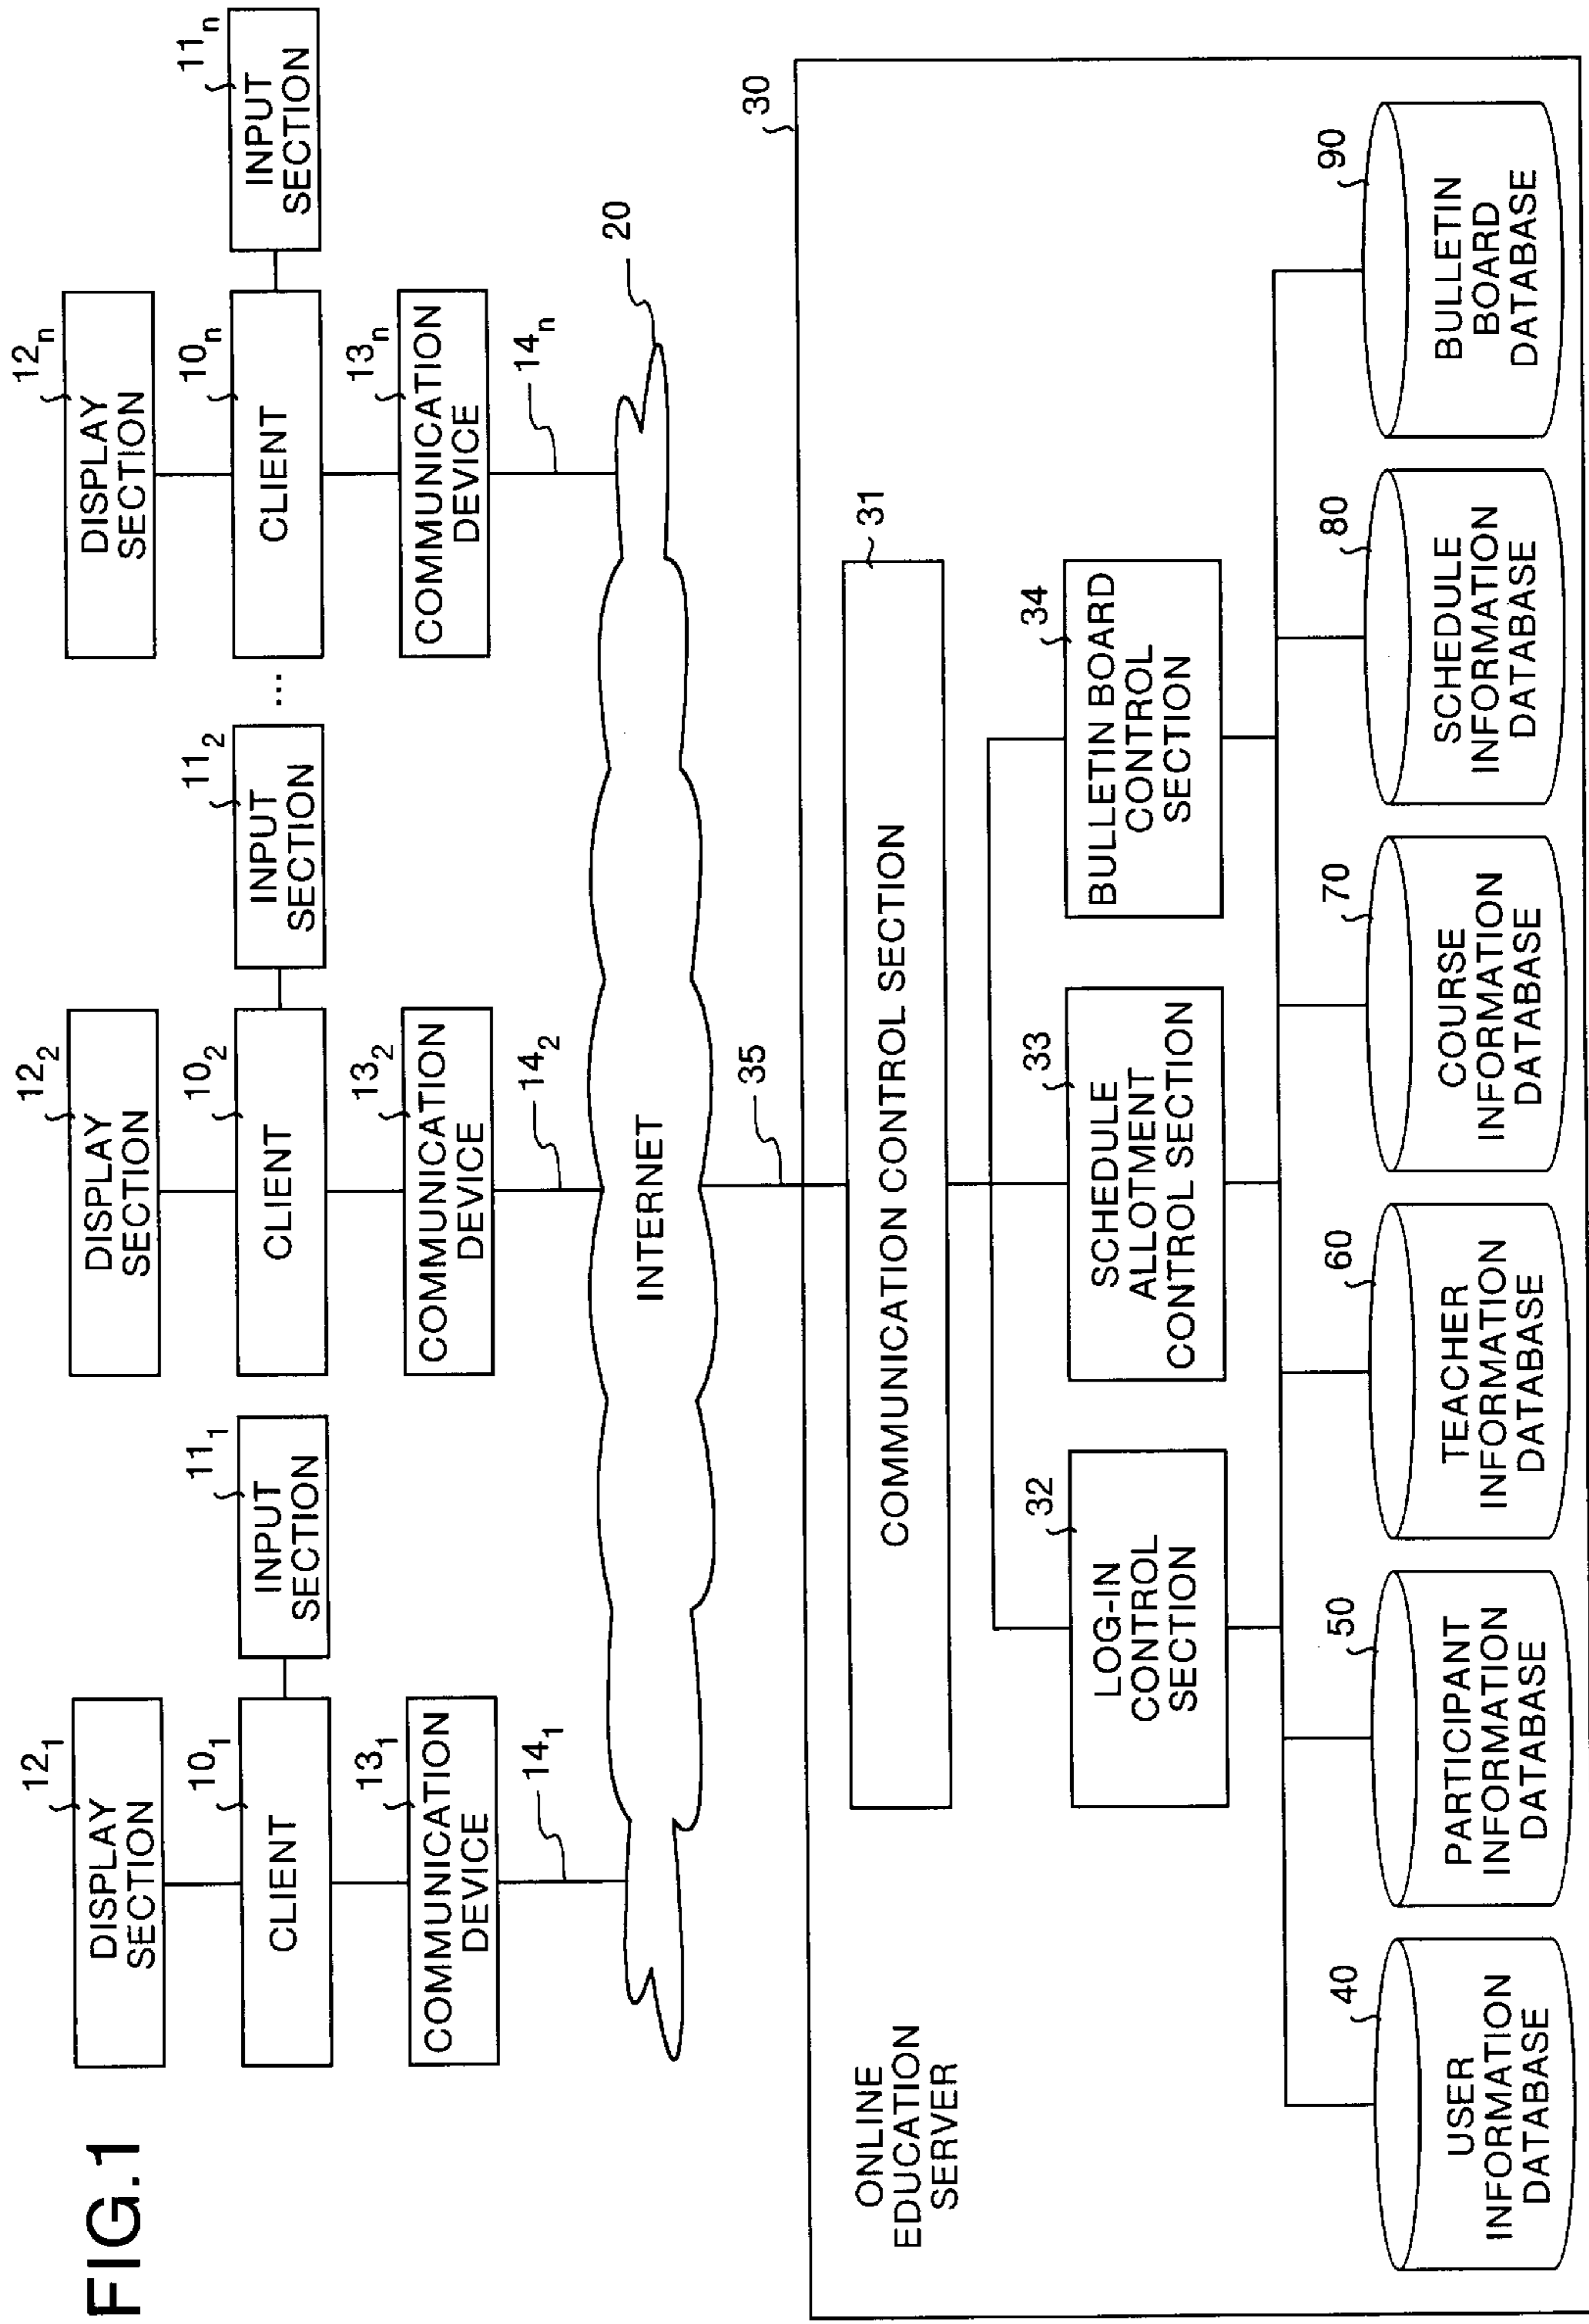 FIG.1
12₁
DISPLAY
SECTION
12₂
DISPLAY
SECTION
12ₙ
DISPLAY
SECTION
10₁
CLIENT
11₁
INPUT
SECTION
10₂
CLIENT
11₂
INPUT
SECTION
...
10ₙ
CLIENT
11ₙ
INPUT
SECTION
13₁
COMMUNICATION
DEVICE
13₂
COMMUNICATION
DEVICE
13ₙ
COMMUNICATION
DEVICE
14₁
14₂
14ₙ
INTERNET
20
35
30
ONLINE
EDUCATION
SERVER
COMMUNICATION CONTROL SECTION
31
32
LOG-IN
CONTROL
SECTION
33
SCHEDULE
ALLOTMENT
CONTROL SECTION
34
BULLETIN BOARD
CONTROL
SECTION
40
USER
INFORMATION
DATABASE
50
PARTICIPANT
INFORMATION
DATABASE
60
TEACHER
INFORMATION
DATABASE
70
COURSE
INFORMATION
DATABASE
80
SCHEDULE
INFORMATION
DATABASE
90
BULLETIN
BOARD
DATABASE